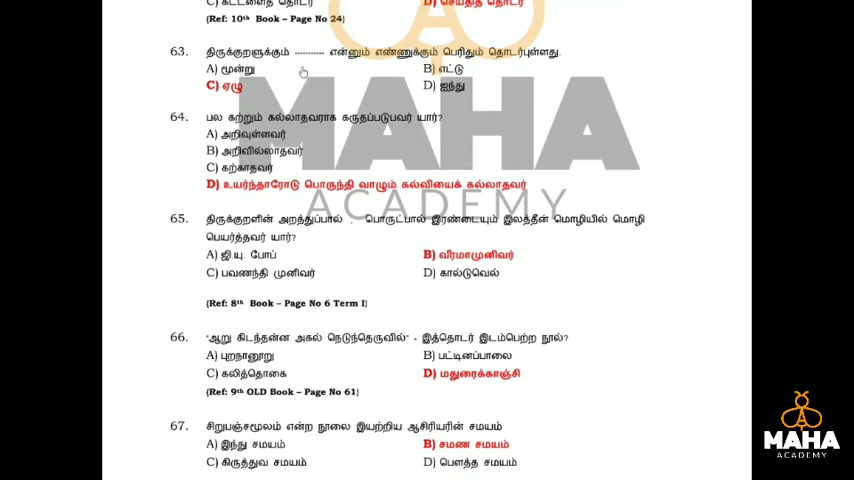 C) கட்டளைத் தொடர் D) செய்தித் தொடர்
{Ref: 10th Book – Page No 24}
63. திருக்குறளுக்கும் ----------- என்னும் எண்ணுக்கும் பெரிதும் தொடர்புள்ளது.
A) மூன்று B) எட்டு
C) ஏழு D) ஐந்து
64. பல கற்றும் கல்லாதவராக கருதப்படுபவர் யார்?
A) அறிவுள்ளவர்
B) அறிவில்லாதவர்
C) கற்காதவர்
D) உயர்ந்தாரோடு பொருந்தி வாழும் கல்வியைக் கல்லாதவர்
65. திருக்குறளின் அறத்துப்பால் , பொருட்பால் இரண்டையும் இலத்தீன் மொழியில் மொழி
பெயர்த்தவர் யார்?
A) ஜி.யு. போப் B) வீரமாமுனிவர்
C) பவணந்தி முனிவர் D) கால்டுவெல்
{Ref: 8th Book – Page No 6 Term I}
66. "ஆறு கிடந்தன்ன அகல் நெடுந்தெருவில்" - இத்தொடர் இடம்பெற்ற நூல்?
A) புறநானூறு B) பட்டினப்பாலை
C) கலித்தொகை D) மதுரைக்காஞ்சி
{Ref: 9th OLD Book – Page No 61}
67. சிறுபஞ்சமூலம் என்ற நூலை இயற்றிய ஆசிரியரின் சமயம்
A) இந்து சமயம் B) சமண சமயம்
C) கிருத்துவ சமயம் D) பௌத்த சமயம்
MAHA
ACADEMY
MAHA
ACADEMY